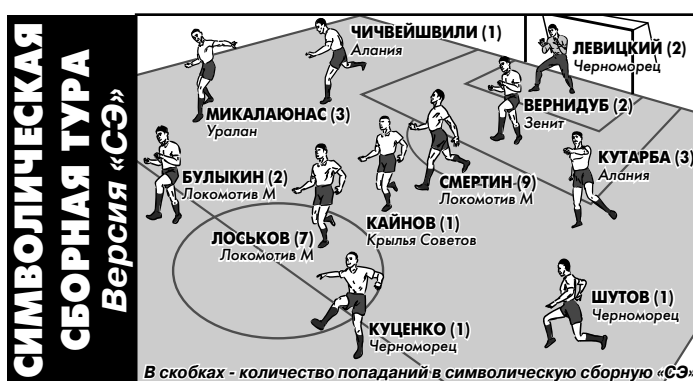 СИМВОЛИЧЕСКАЯ
СБОРНАЯ ТУРА
Версия «СЭ»
ЧИЧВЕЙШВИЛИ (1)
Алания
ЛЕВИЦКИЙ (2)
Черноморец
МИКАЛАЮНАС (3)
Уралан
ВЕРНИДУБ (2)
Зенит
БУЛЫКИН (2)
Локомотив М
СМЕРТИН (9)
Локомотив М
КУТАРБА (3)
Алания
ЛОСЬКОВ (7)
Локомотив М
КАЙНОВ (1)
Крылья Советов
КУЦЕНКО (1)
Черноморец
ШУТОВ (1)
Черноморец
В скобках - количество попаданий в символическую сборную «СЭ»